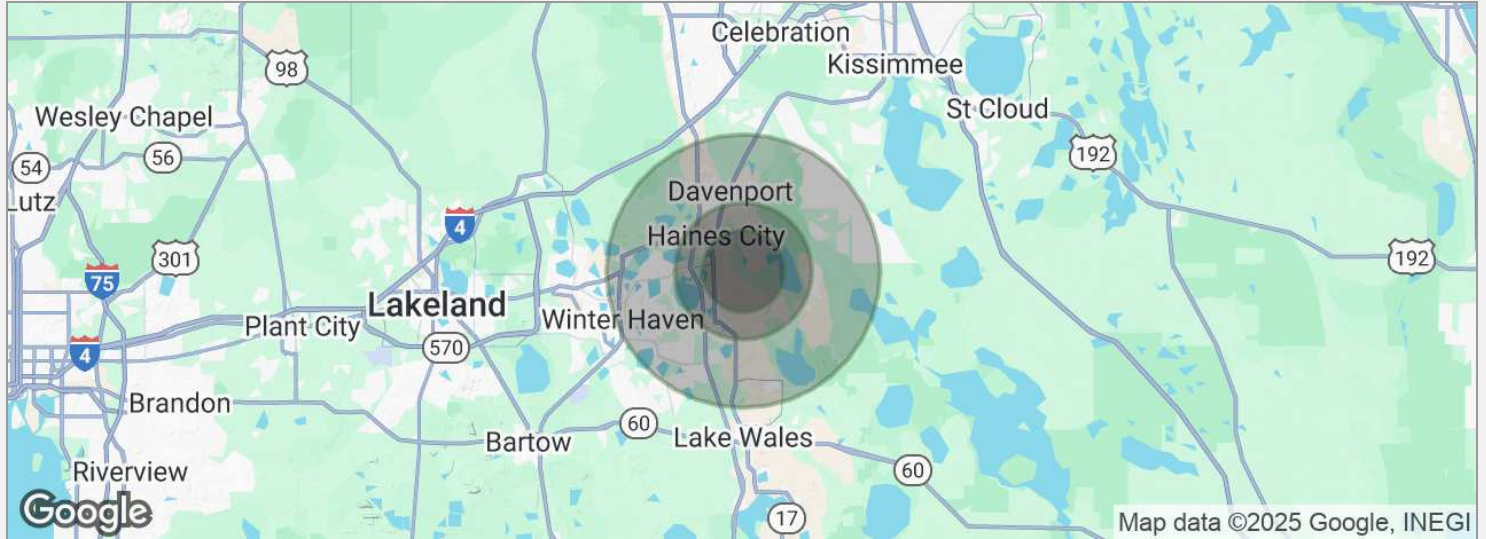 Celebration
Kissimmee
98
Wesley Chapel
St Cloud
54
56
192
Lutz
Davenport
4
301
Haines City
192
75
Lakeland
Plant City
Winter Haven
570
4
Brandon
60
Bartow
Lake Wales
60
Riverview
Google
17
Map data ©2025 Google, INEGI